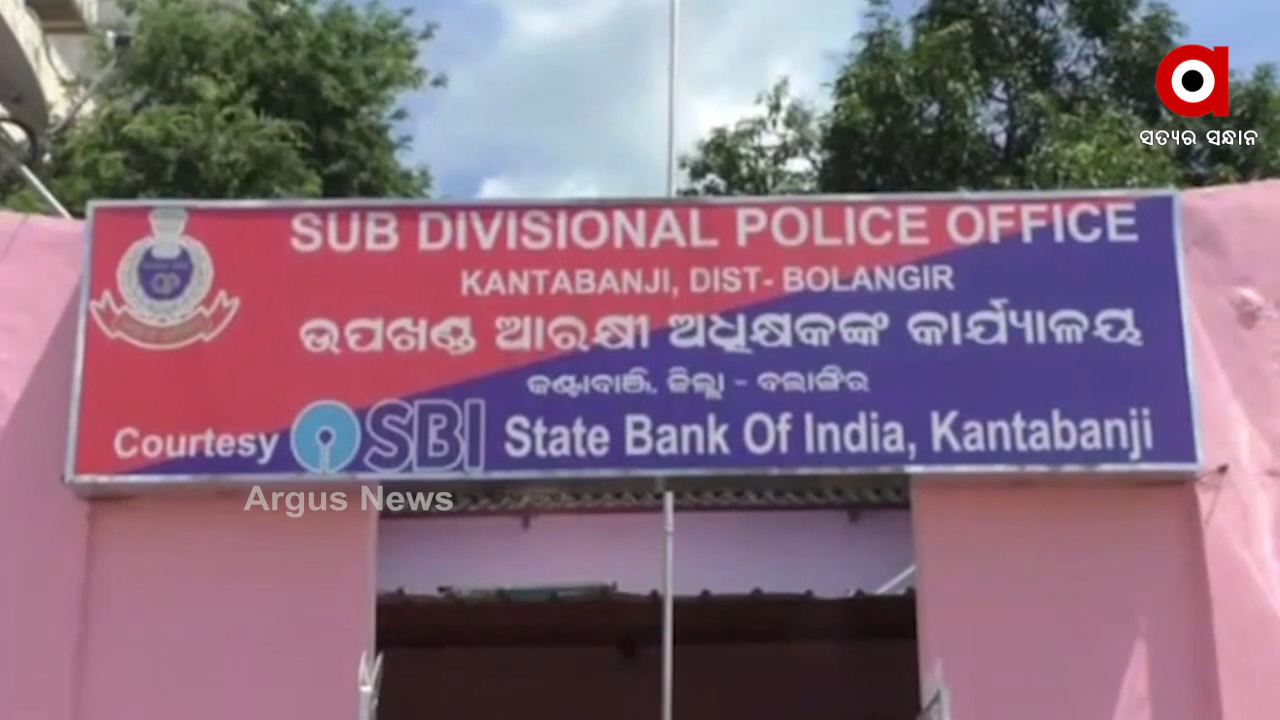 ସତ୍ୟର ସନ୍ଧାନ
SUB DIVISIONAL POLICE OFFICE
KANTABANJI, DIST- BOLANGIR
ଉପଖଣ୍ଡ ଆରକ୍ଷୀ ଅଧିକ୍ଷକଙ୍କ କାର୍ଯ୍ୟାଳୟ
କଣ୍ଟାବାଞ୍ଜି, ଜିଲ୍ଲା - ବଲାଙ୍ଗିର
Courtesy SBI State Bank Of India, Kantabanji
Argus News